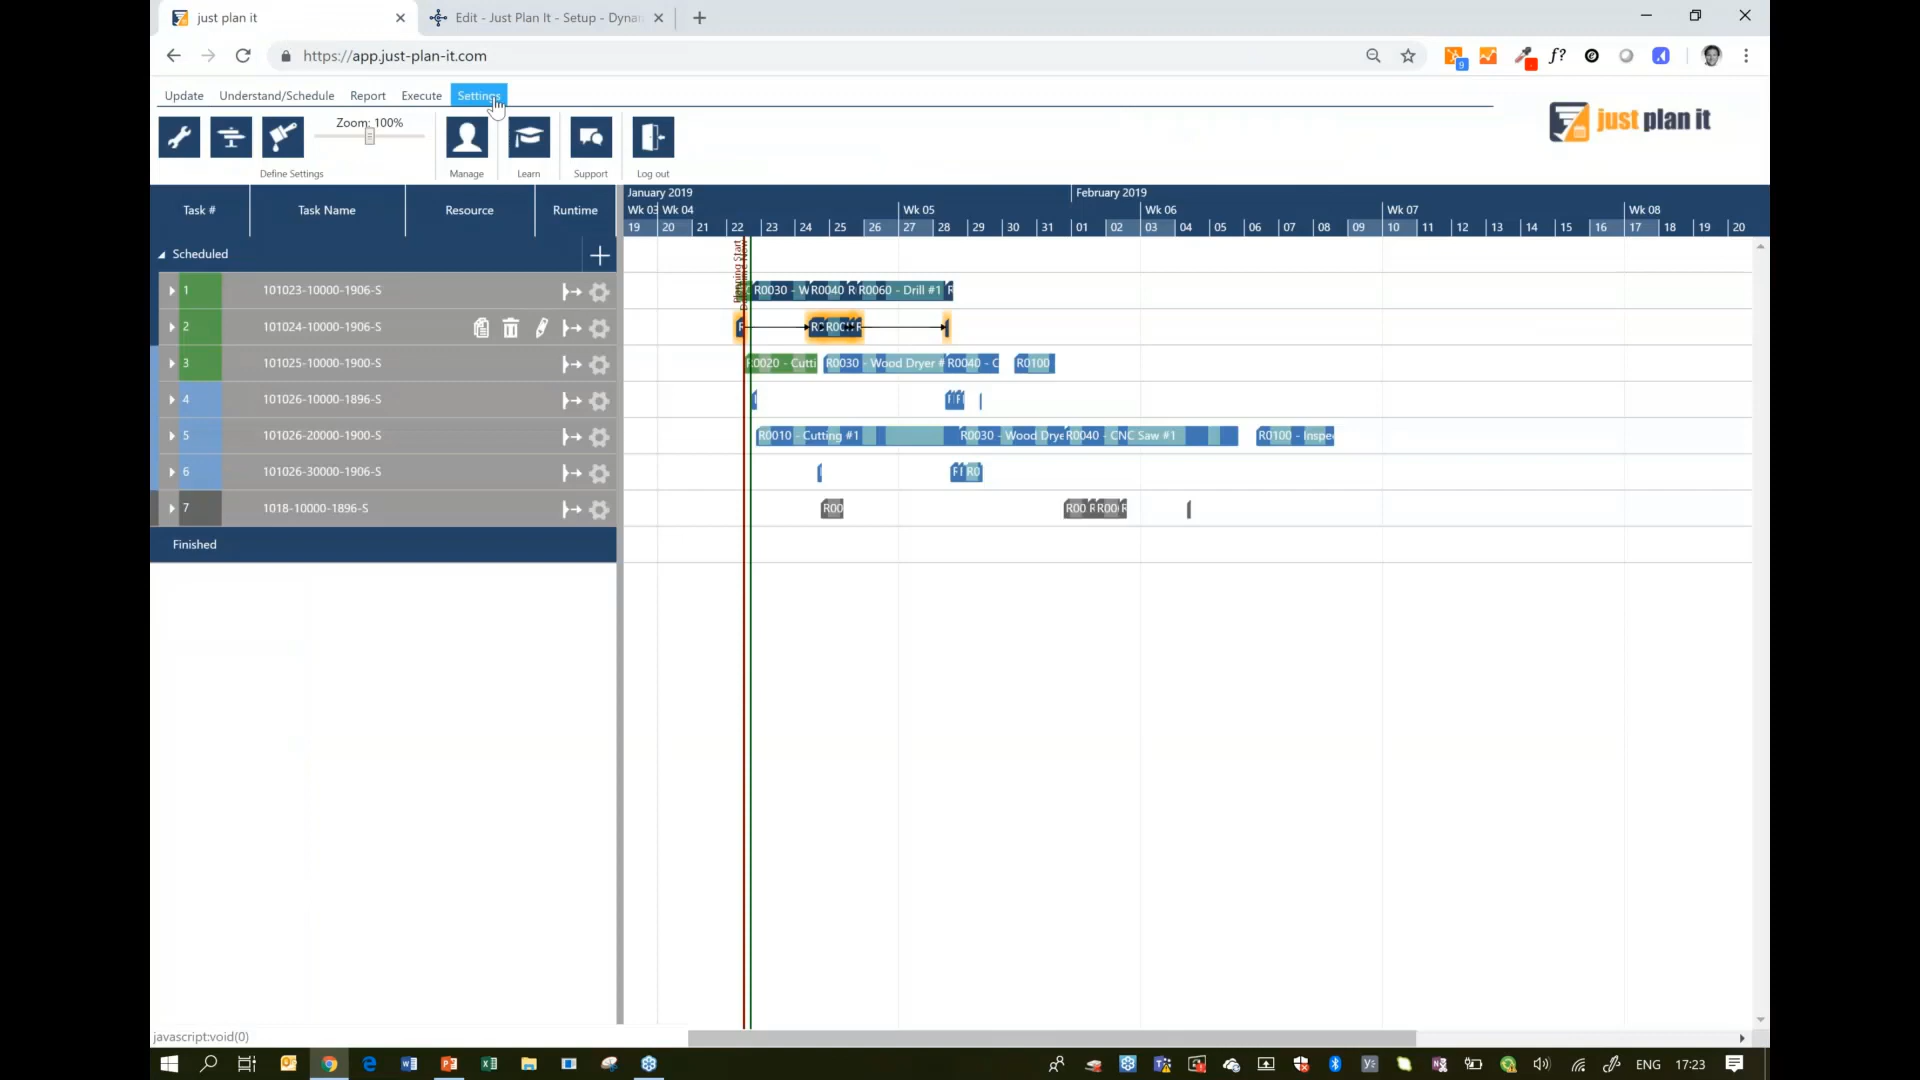 just plan it
Edit - Just Plan It - Setup - Dyna
https://app.just-plan-it.com
9
f?
Update Understand/Schedule Report Execute Settings
Zoom: 100%
Define Settings Manage Learn Support Log out
just plan it
Task # Task Name Resource Runtime
January 2019 February 2019
Wk 03 Wk 04 Wk 05 Wk 06 Wk 07 Wk 08
19 20 21 22 23 24 25 26 27 28 29 30 31 01 02 03 04 05 06 07 08 09 10 11 12 13 14 15 16 17 18 19 20
Scheduled
1 101023-10000-1906-S R0030 - W R0040 R R0060 - Drill #1 R
2 101024-10000-1906-S
3 101025-10000-1900-S R0020 - Cutti R0030 - Wood Dryer # R0040 - C R0100
4 101026-10000-1896-S
5 101026-20000-1900-S R0010 - Cutting #1 R0030 - Wood Drye R0040 - CNC Saw #1 R0100 - Inspe
6 101026-30000-1906-S
7 1018-10000-1896-S R00 R00 R R00 R
Finished
javascript:void(0)
ENG 17:23